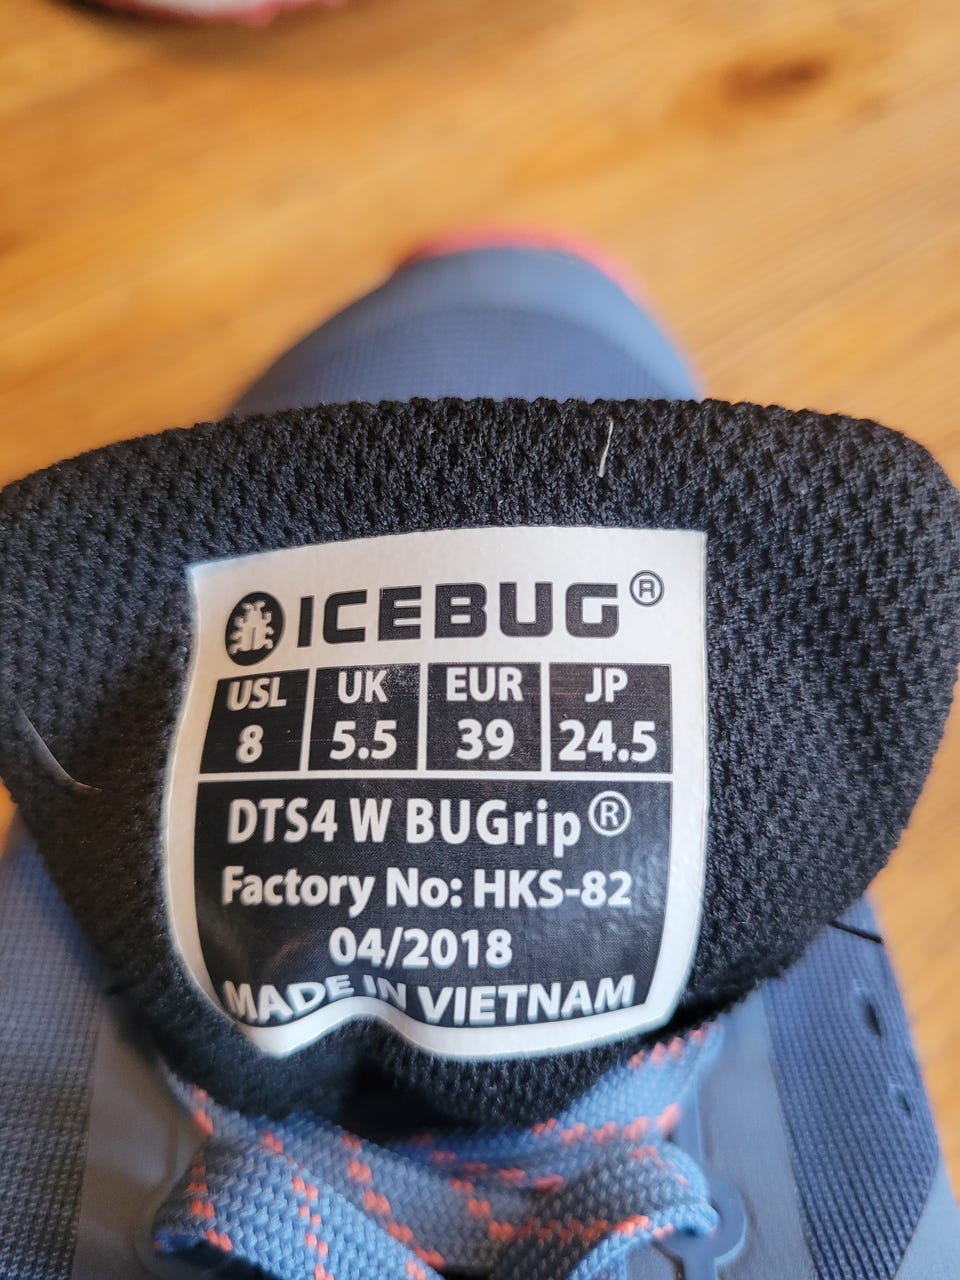 ICEBUG®
USL UK EUR JP
8 5.5 39 24.5
DTS4 W BUGrip®
Factory No: HKS-82
04/2018
MADE IN VIETNAM